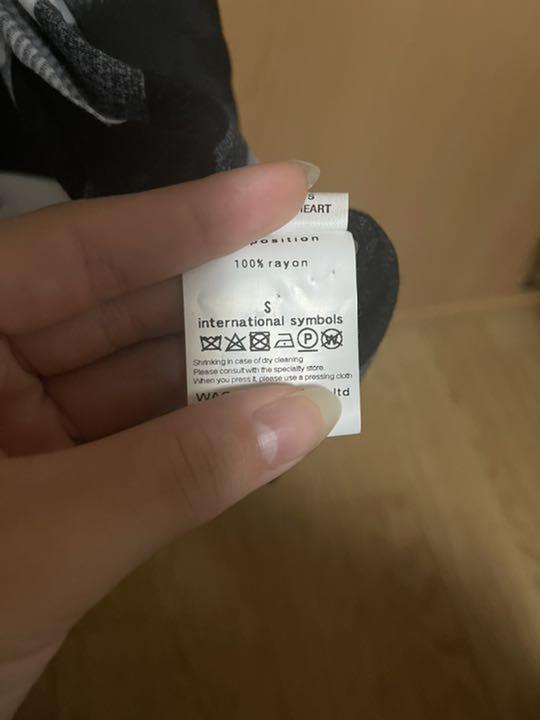 100% rayon
S
international symbols
P W
Shrinking in case of dry cleaning
Please consult with the specialty store.
When you press it, please use a pressing cloth
ltd